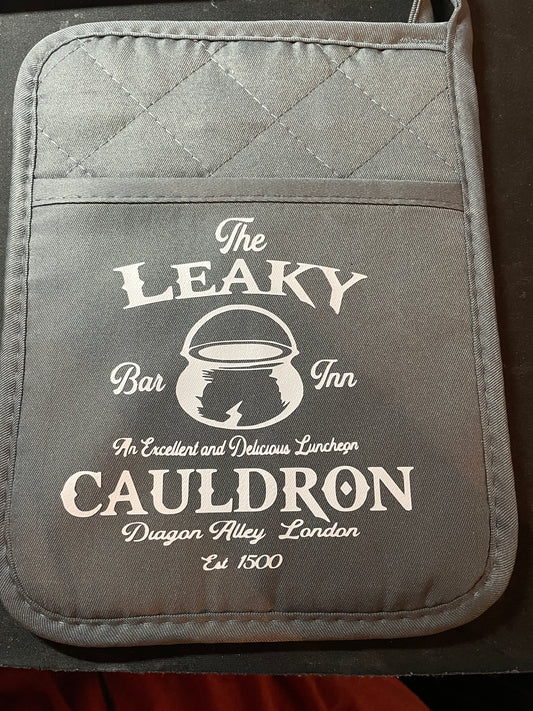 The
LEAKY
Bar Inn
An Excellent and Delicious Luncheon
CAULDRON
Diagon Alley London
Est 1500